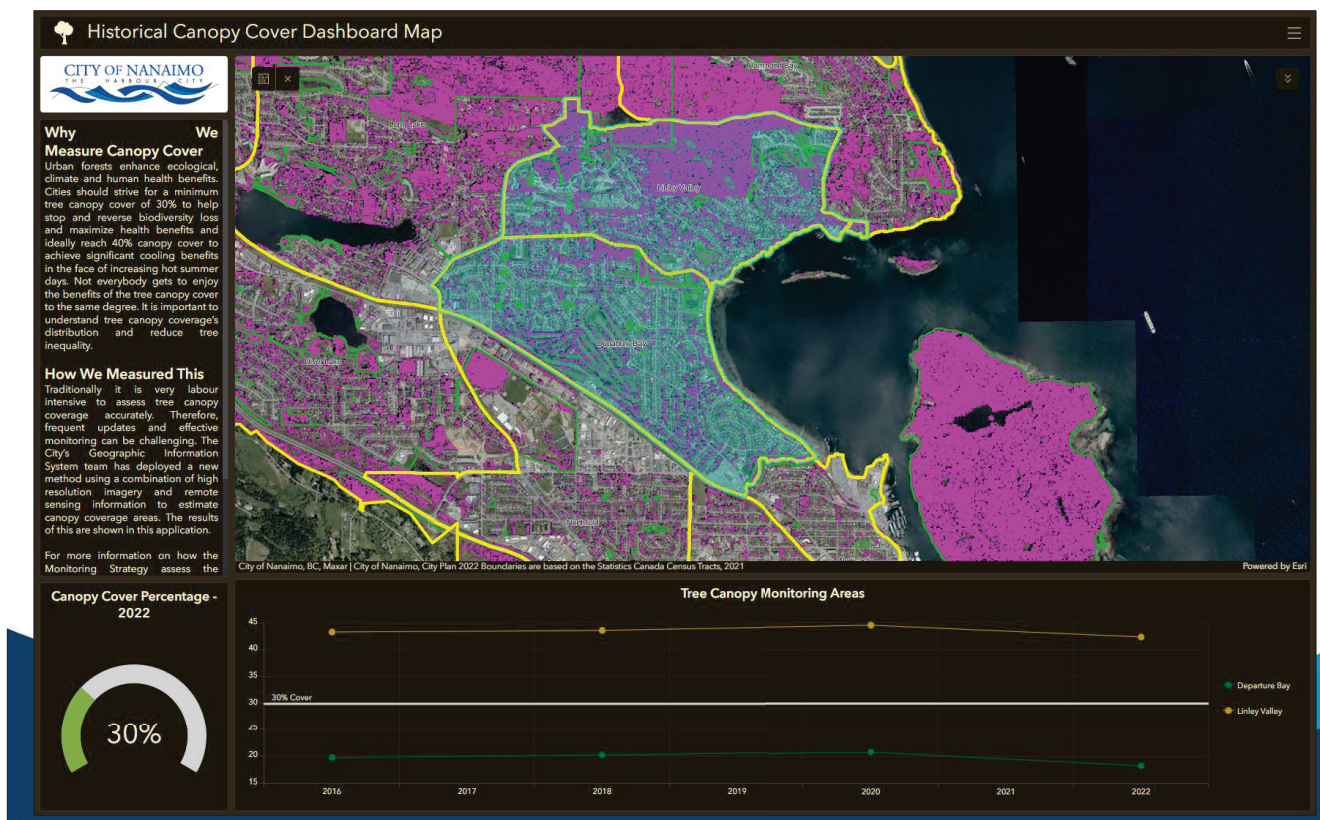 Historical Canopy Cover Dashboard Map
CITY OF NANAIMO
THE HARBOUR CITY
Why We
Measure Canopy Cover
Urban forests enhance ecological,
climate and human health benefits.
Cities should strive for a minimum
tree canopy cover of 30% to help
stop and reverse biodiversity loss
and maximize health benefits and
ideally reach 40% canopy cover to
achieve significant cooling benefits
in the face of increasing hot summer
days. Not everybody gets to enjoy
the benefits of the tree canopy cover
to the same degree. It is important to
understand tree canopy coverage's
distribution and reduce tree
inequality.
How We Measured This
Traditionally it is very labour
intensive to assess tree canopy
coverage accurately. Therefore,
frequent updates and effective
monitoring can be challenging. The
City's Geographic Information
System team has deployed a new
method using a combination of high
resolution imagery and remote
sensing information to estimate
canopy coverage areas. The results
of this are shown in this application.
For more information on how the
Monitoring Strategy assess the
Hammond Bay
Long Lake
Linley Valley
Departure Bay
Diver Lake
Northfield
City of Nanaimo, BC, Maxar | City of Nanaimo, City Plan 2022 Boundaries are based on the Statistics Canada Census Tracts, 2021
Powered by Esri
Canopy Cover Percentage -
2022
30%
Tree Canopy Monitoring Areas
45
40
35
30
25
20
15
30% Cover
2016 2017 2018 2019 2020 2021 2022
Departure Bay
Linley Valley